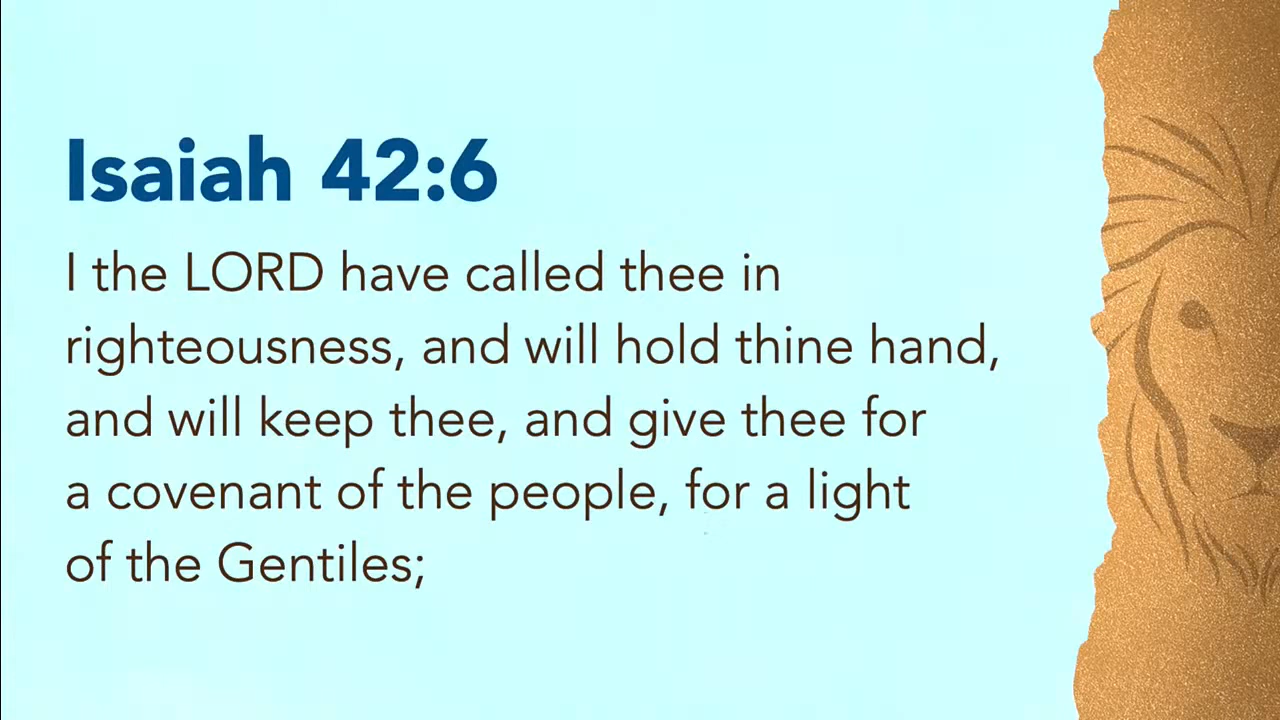 Isaiah 42:6
I the LORD have called thee in
righteousness, and will hold thine hand,
and will keep thee, and give thee for
a covenant of the people, for a light
of the Gentiles;